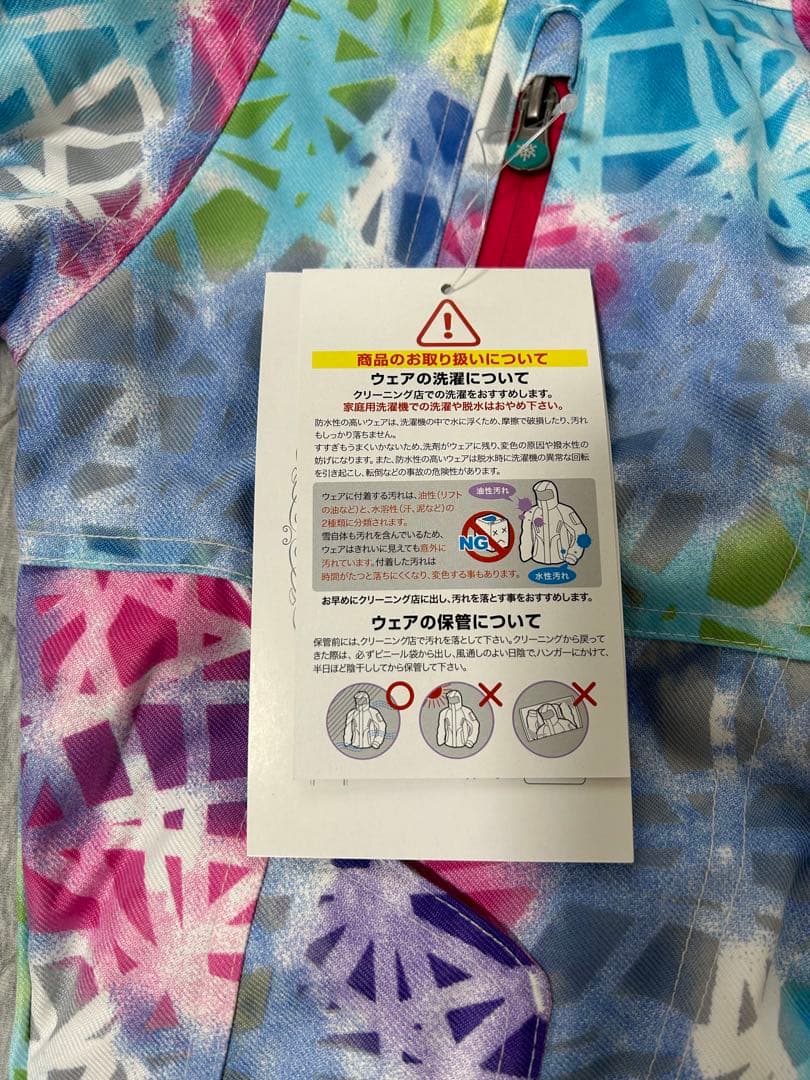 商品のお取り扱いについて
ウェアの洗濯について
クリーニング店での洗濯をおすすめします。
家庭用洗濯機での洗濯や脱水はおやめ下さい。
防水性の高いウェアは、洗濯機の中で水に浮くため、摩擦で破損したり、汚れ
もしっかり落ちません。
すすぎもうまくいかないため、洗剤がウェアに残り、変色の原因や撥水性の
妨げになります。また、防水性の高いウェアは脱水時に洗濯機の異常な回転
を引き起こし、転倒などの事故の危険性があります。
ウェアに付着する汚れは、油性(リフト
の油など)と、水溶性(汗、泥など)の
2種類に分類されます。
雪自体も汚れを含んでいるため、
ウェアはきれいに見えても意外に
汚れています。付着した汚れは
時間がたつと落ちにくくなり、変色する事もあります。
油性汚れ
NG
水性汚れ
お早めにクリーニング店に出し、汚れを落とす事をおすすめします。
ウェアの保管について
保管前には、クリーニング店で汚れを落として下さい。クリーニングから戻って
きた際は、必ずビニール袋から出し、風通しのよい日陰で、ハンガーにかけて、
半日ほど陰干ししてから保管して下さい。